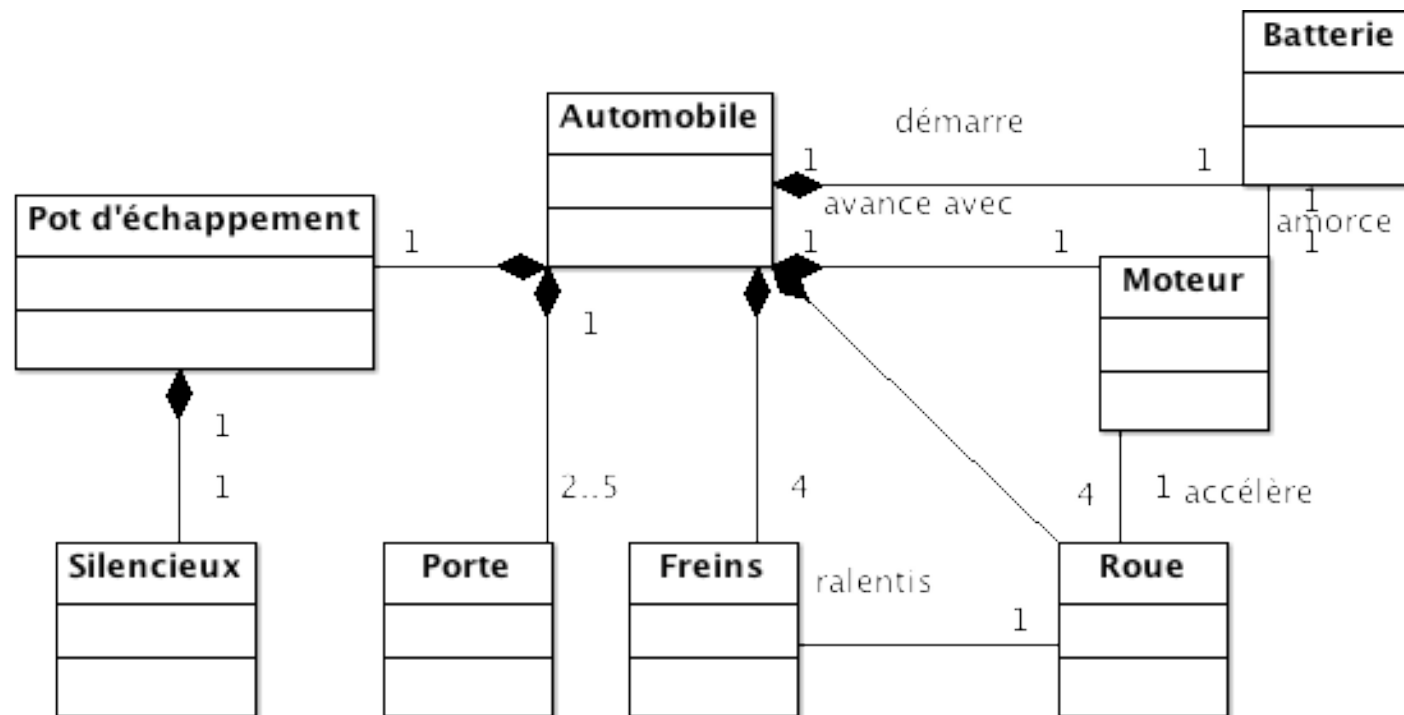 Batterie
Automobile
démarre
1
1
avance avec
1
amorce
Pot d'échappement
1
1
1
1
Moteur
1
1
1
2..5
4
4
1
accélère
Silencieux
Porte
Freins
ralentis
Roue
1